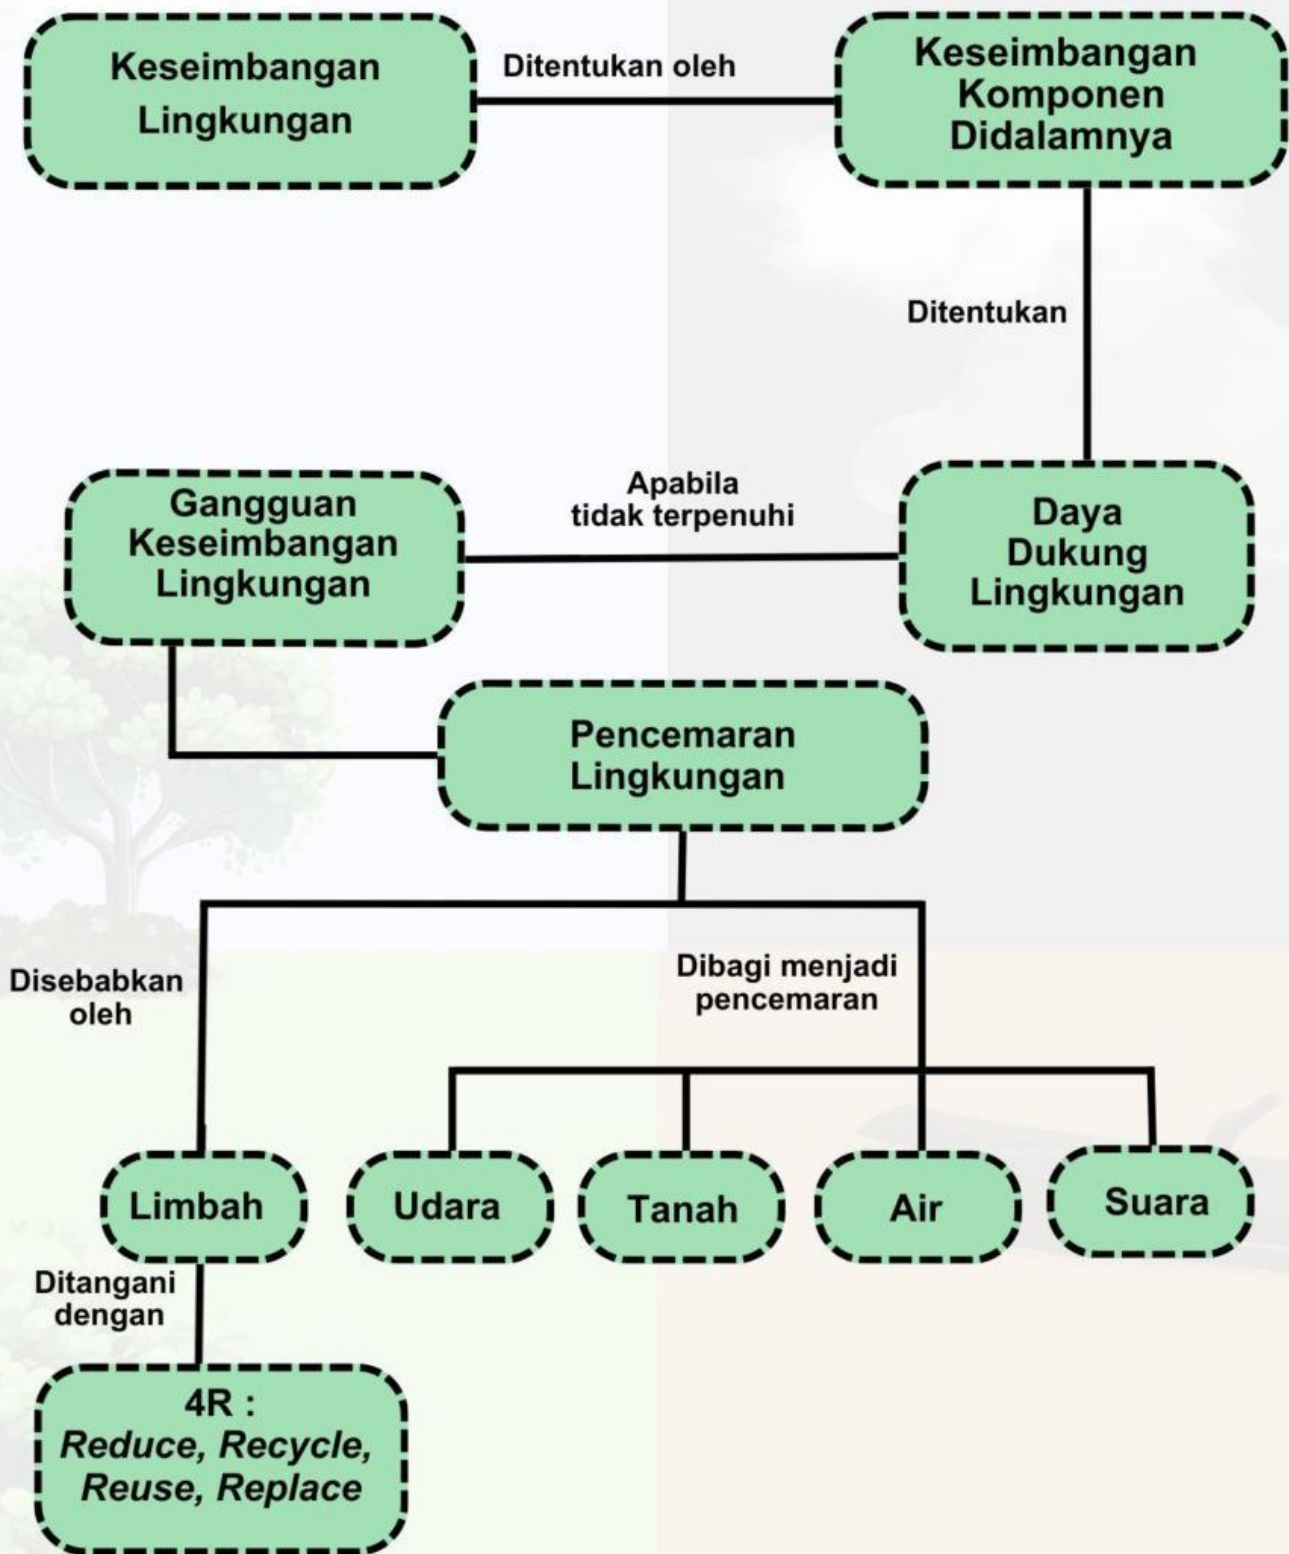 Keseimbangan
Lingkungan
Ditentukan oleh
Keseimbangan
Komponen
Didalamnya
Ditentukan
Gangguan
Keseimbangan
Lingkungan
Apabila
tidak terpenuhi
Daya
Dukung
Lingkungan
Pencemaran
Lingkungan
Disebabkan
oleh
Dibagi menjadi
pencemaran
Limbah
Udara
Tanah
Air
Suara
Ditangani
dengan
4R :
Reduce, Recycle,
Reuse, Replace